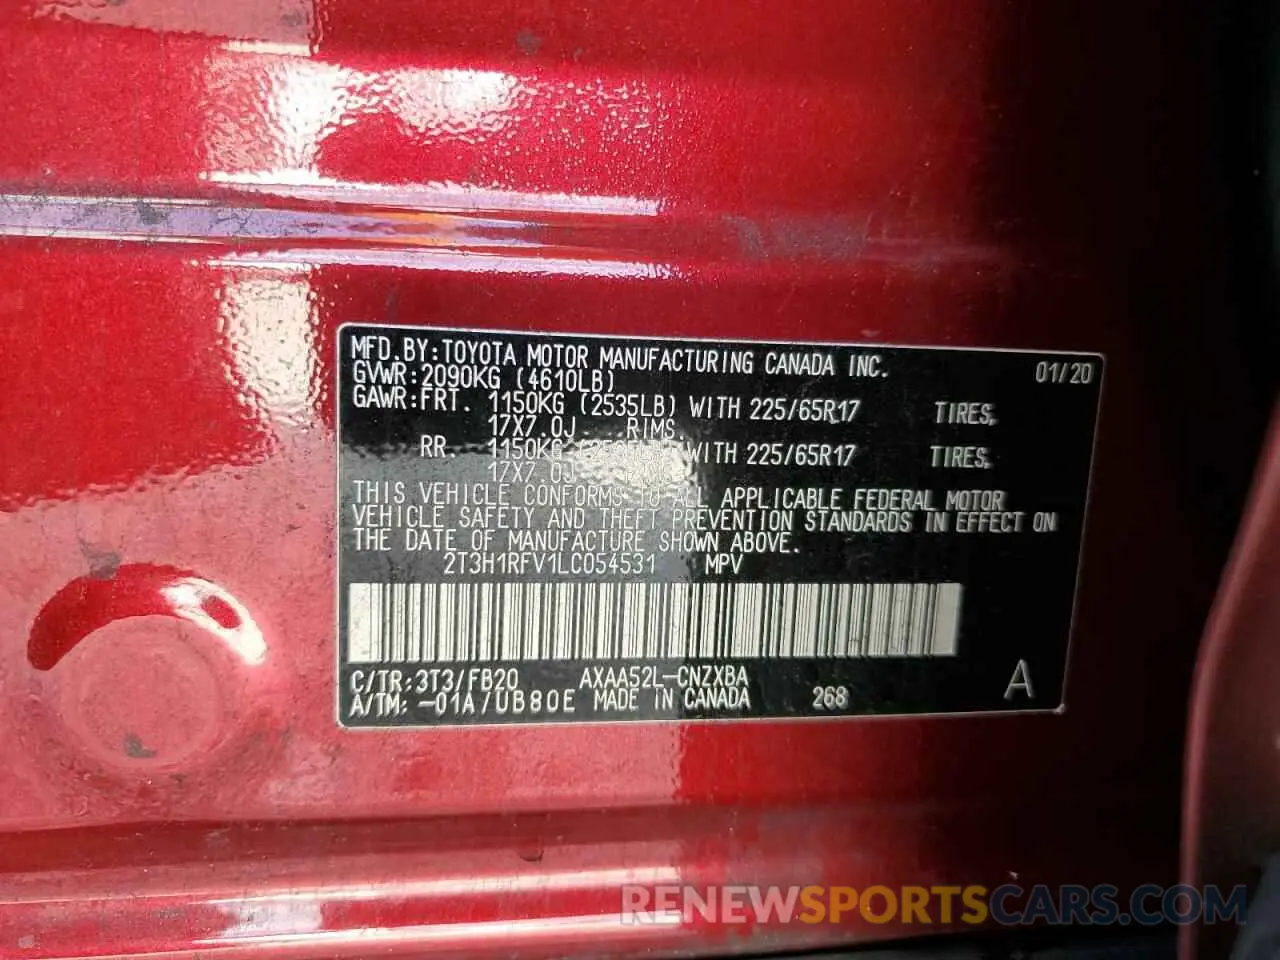 MFD.BY:TOYOTA MOTOR MANUFACTURING CANADA INC. 01/20
GVWR:2090KG (4610LB)
GAWR:FRT. 1150KG (2535LB) WITH 225/65R17 TIRES,
17X7.0J RIMS,
RR. 1150KG (2535LB) WITH 225/65R17 TIRES,
17X7.0J
THIS VEHICLE CONFORMS TO ALL APPLICABLE FEDERAL MOTOR
VEHICLE SAFETY AND THEFT PREVENTION STANDARDS IN EFFECT ON
THE DATE OF MANUFACTURE SHOWN ABOVE.
2T3H1RFV1LC054531 MPV
C/TR:3T3/FB20 AXAA52L-CNZXBA
A/TM:-01A/UB80E MADE IN CANADA 268 A
RENEWSPORTSCARS.COM